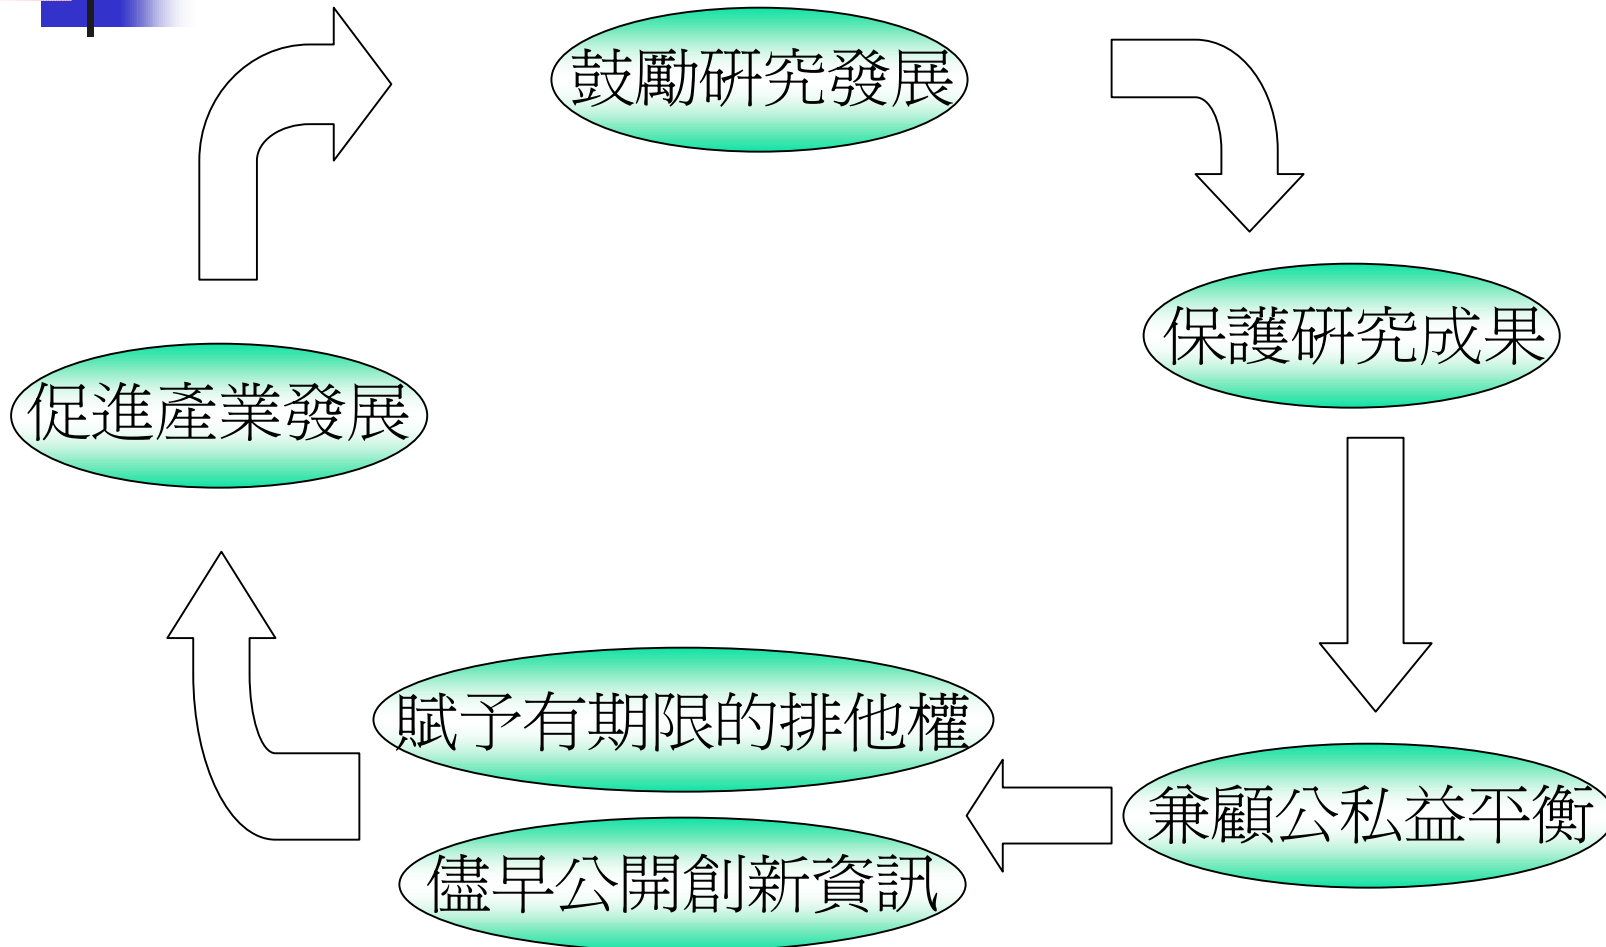 鼓勵研究發展
保護研究成果
促進產業發展
賦予有期限的排他權
兼顧公私益平衡
儘早公開創新資訊